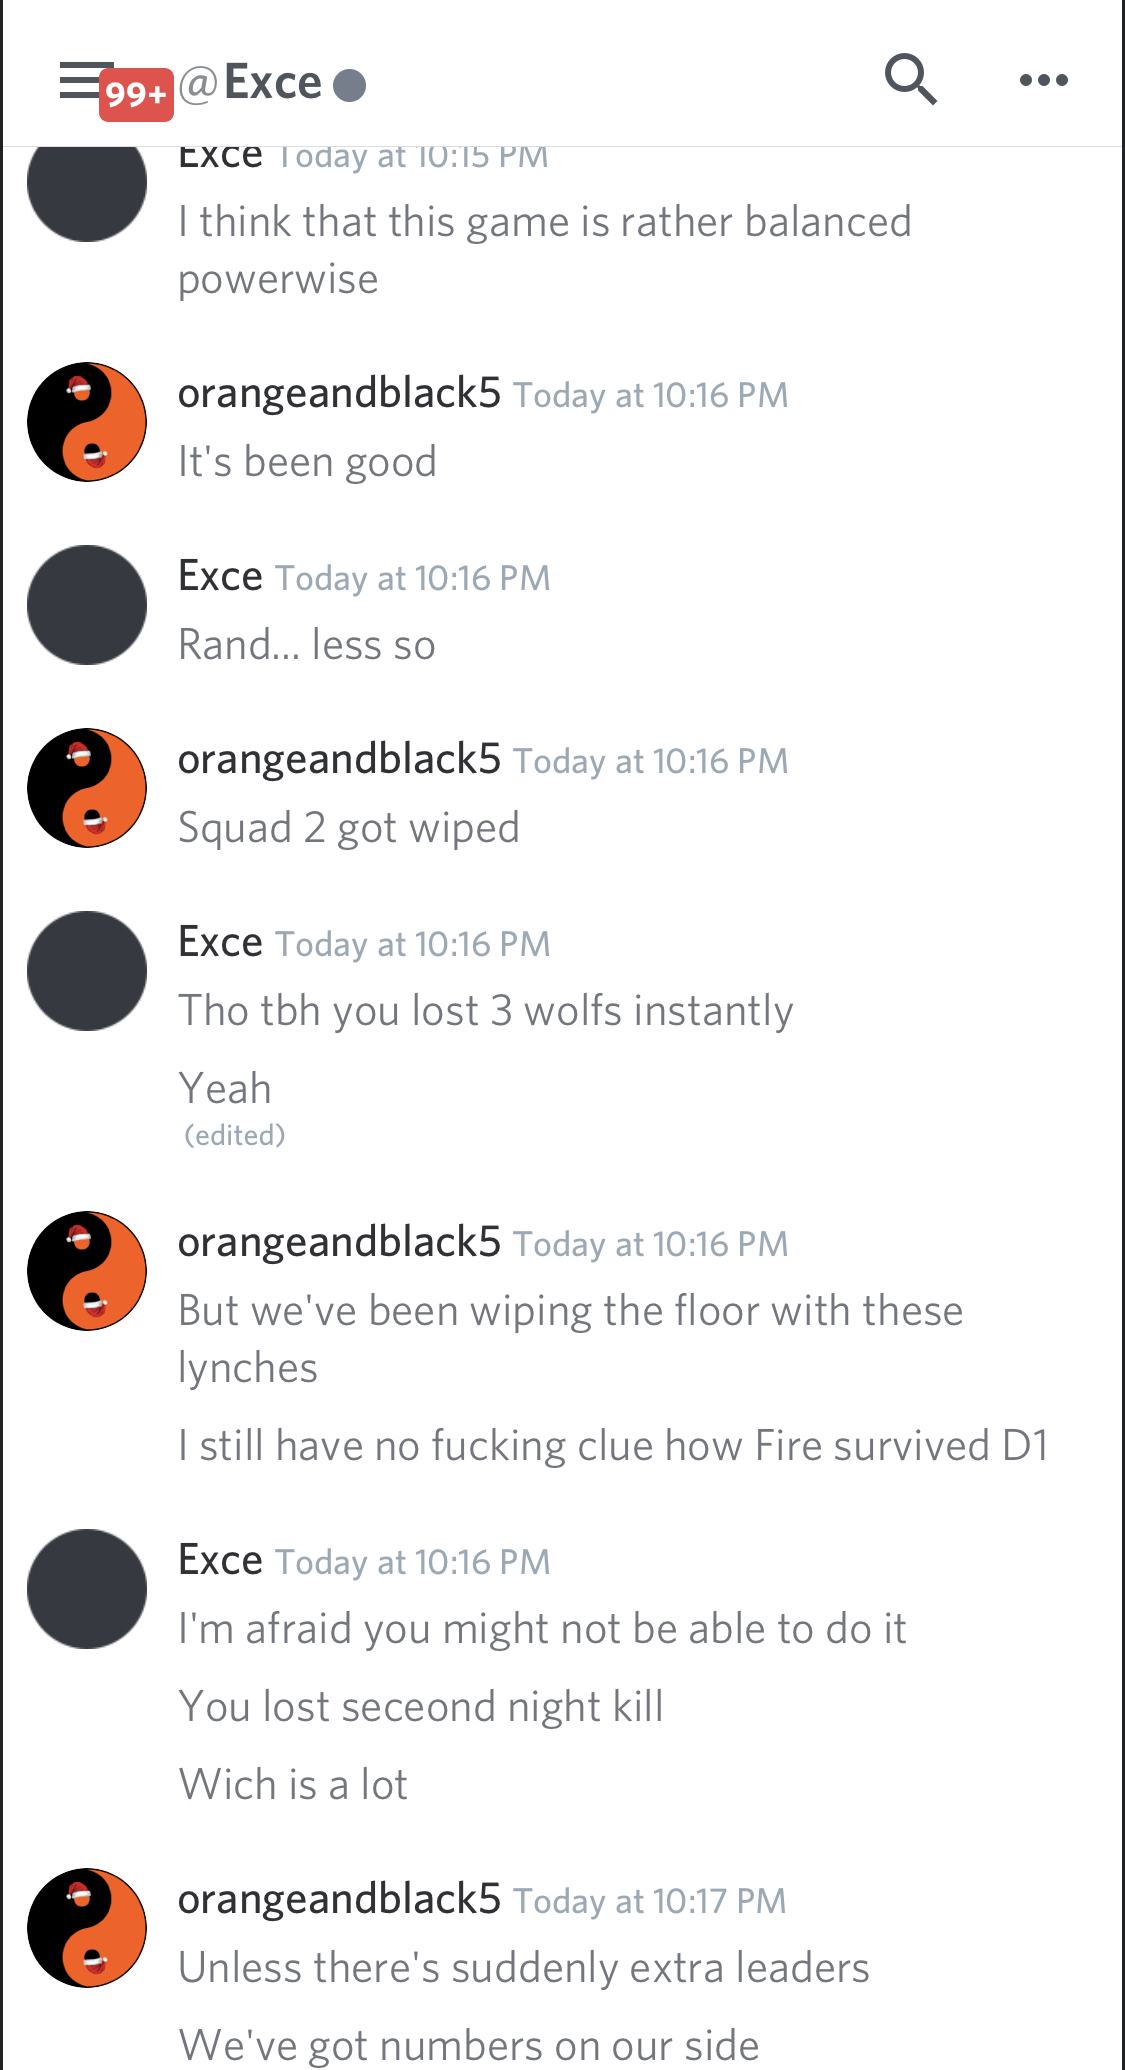 99+ @Exce
Exce Today at 10:15 PM
I think that this game is rather balanced
powerwise
orangeandblack5 Today at 10:16 PM
It's been good
Exce Today at 10:16 PM
Rand... less so
orangeandblack5 Today at 10:16 PM
Squad 2 got wiped
Exce Today at 10:16 PM
Tho tbh you lost 3 wolfs instantly
Yeah
(edited)
orangeandblack5 Today at 10:16 PM
But we've been wiping the floor with these
lynches
I still have no fucking clue how Fire survived D1
Exce Today at 10:16 PM
I'm afraid you might not be able to do it
You lost seceond night kill
Wich is a lot
orangeandblack5 Today at 10:17 PM
Unless there's suddenly extra leaders
We've got numbers on our side